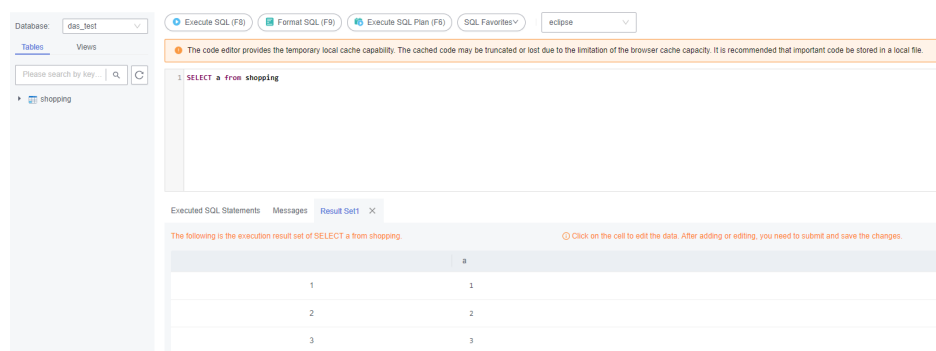 Database: das_test
Tables Views
Please search by key...
shopping
Execute SQL (F8) Format SQL (F9) Execute SQL Plan (F6) SQL Favorites eclipse
The code editor provides the temporary local cache capability. The cached code may be truncated or lost due to the limitation of the browser cache capacity. It is recommended that important code be stored in a local file.
1 SELECT a from shopping
Executed SQL Statements Messages Result Set1
The following is the execution result set of SELECT a from shopping. Click on the cell to edit the data. After adding or editing, you need to submit and save the changes.
a
1 1
2 2
3 3